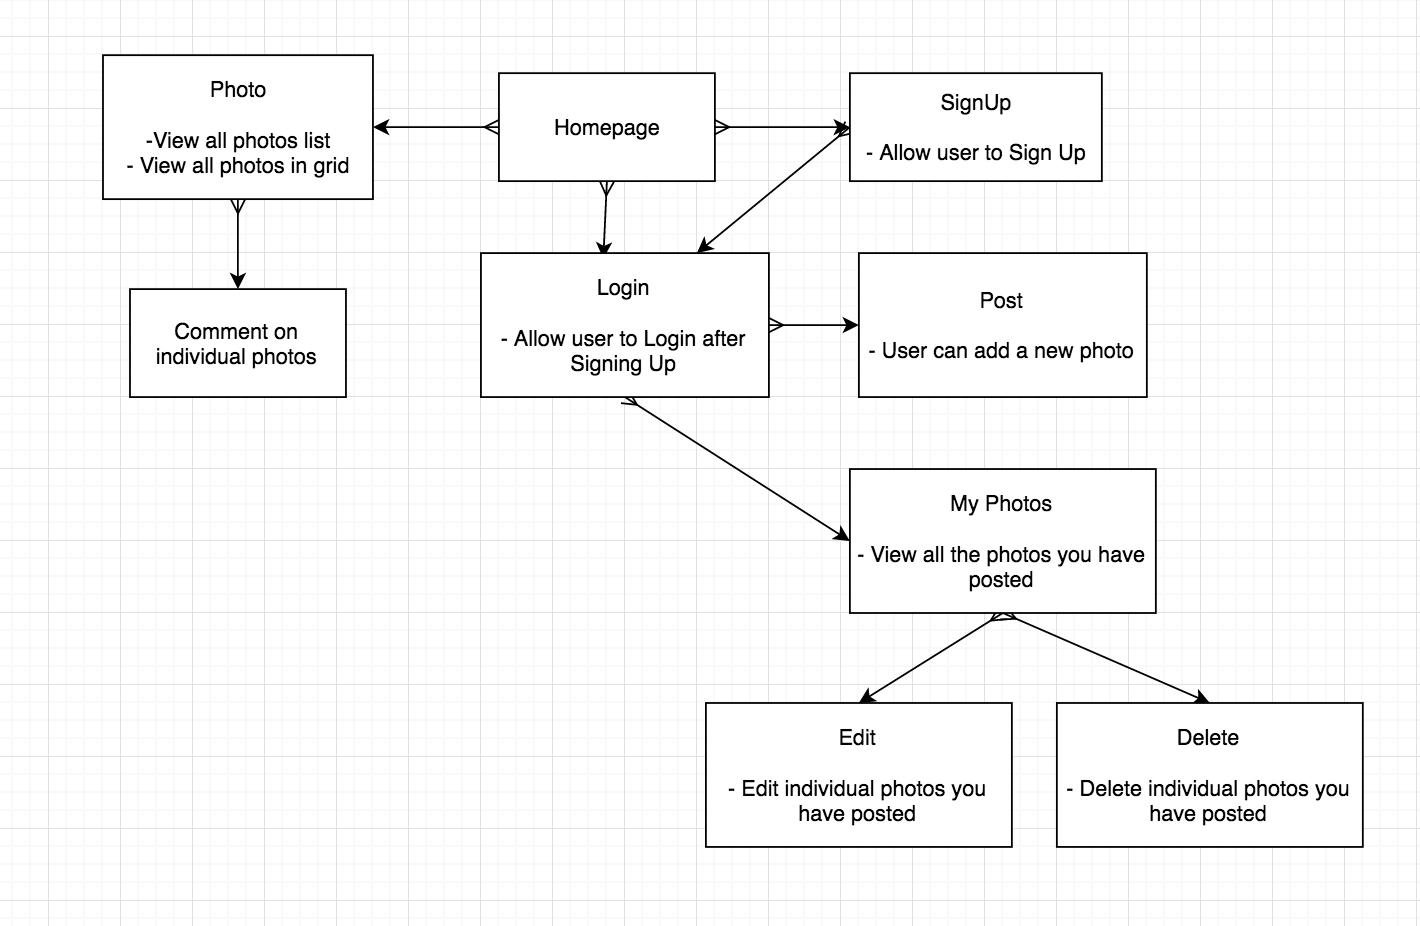 Photo
-View all photos list
- View all photos in grid
Homepage
SignUp
- Allow user to Sign Up
Comment on
individual photos
Login
- Allow user to Login after
Signing Up
Post
- User can add a new photo
My Photos
- View all the photos you have
posted
Edit
- Edit individual photos you
have posted
Delete
- Delete individual photos you
have posted